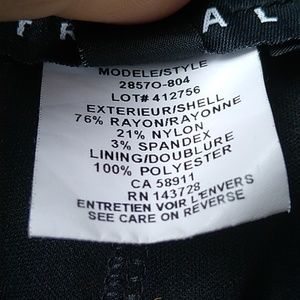 F R A L
MODELE/STYLE
2857O-804
LOT# 412756
EXTERIEUR/SHELL
76% RAYON/RAYONNE
21% NYLON
3% SPANDEX
LINING/DOUBLURE
100% POLYESTER
CA 58911
RN 143728
ENTRETIEN VOIR L'ENVERS
SEE CARE ON REVERSE